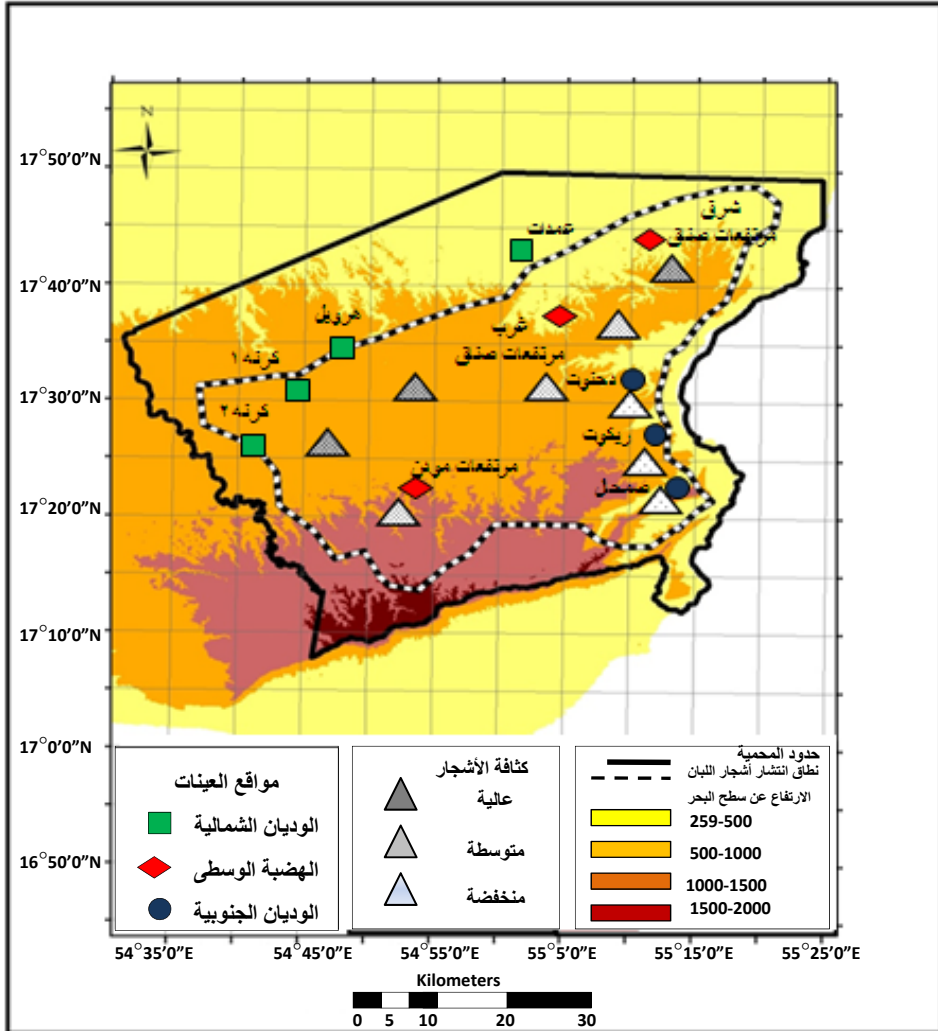 N
17°50'0"N
عمدات
شرق
مرتفعات صنق
17°40'0"N
هرويل
غرب
مرتفعات صنق
كرنه ١
دحنوت
17°30'0"N
كرنه ٢
ريكوت
مرتفعات مودن
صمحل
17°20'0"N
17°10'0"N
17°0'0"N
مواقع العينات
الوديان الشمالية
الهضبة الوسطى
الوديان الجنوبية
كثافة الأشجار
عالية
متوسطة
منخفضة
حدود المحمية
نطاق انتشار أشجار اللبان
الارتفاع عن سطح البحر
259-500
500-1000
1000-1500
1500-2000
16°50'0"N
54°35'0"E 54°45'0"E 54°55'0"E 55°5'0"E 55°15'0"E 55°25'0"E
Kilometers
0 5 10 20 30